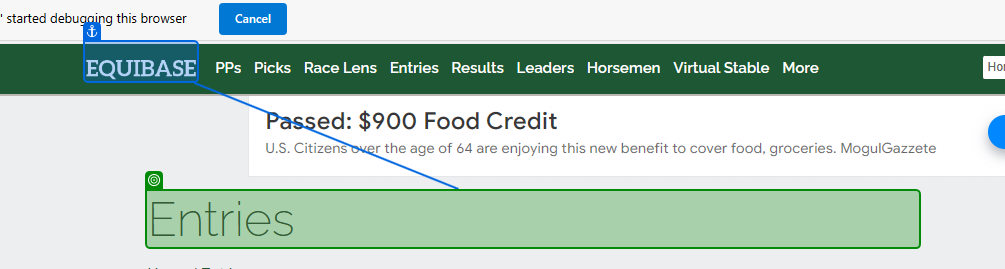 ' started debugging this browser
Cancel
EQUIBASE PPs Picks Race Lens Entries Results Leaders Horsemen Virtual Stable More
Passed: $900 Food Credit
U.S. Citizens over the age of 64 are enjoying this new benefit to cover food, groceries. MogulGazzete
Entries